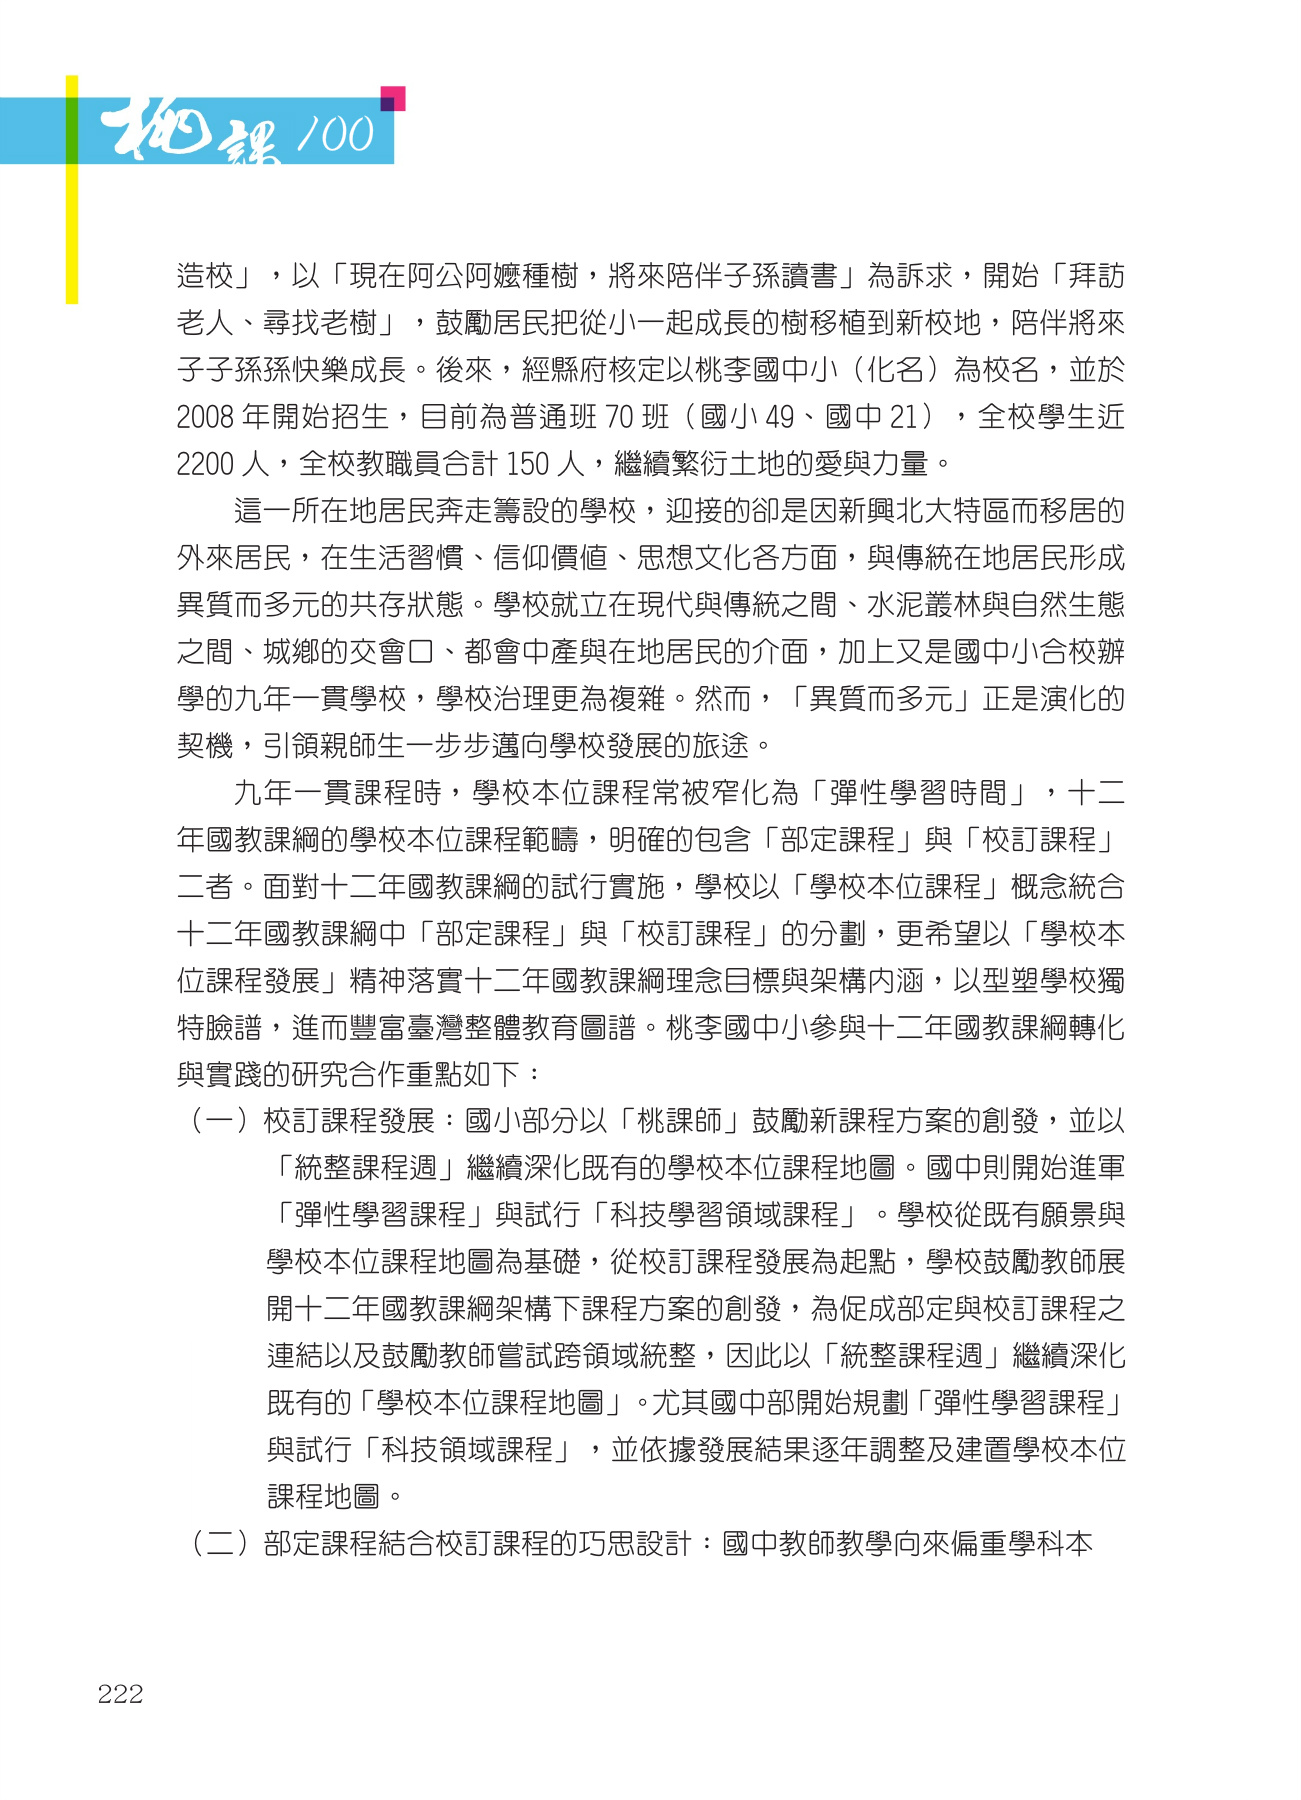 桃課100
造校」，以「現在阿公阿嬤種樹，將來陪伴子孫讀書」為訴求，開始「拜訪
老人、尋找老樹」，鼓勵居民把從小一起成長的樹移植到新校地，陪伴將來
子子孫孫快樂成長。後來，經縣府核定以桃李國中小（化名）為校名，並於
2008 年開始招生，目前為普通班 70 班（國小 49、國中 21），全校學生近
2200 人，全校教職員合計 150 人，繼續繁衍土地的愛與力量。
這一所在地居民奔走籌設的學校，迎接的卻是因新興北大特區而移居的
外來居民，在生活習慣、信仰價值、思想文化各方面，與傳統在地居民形成
異質而多元的共存狀態。學校就立在現代與傳統之間、水泥叢林與自然生態
之間、城鄉的交會口、都會中產與在地居民的介面，加上又是國中小合校辦
學的九年一貫學校，學校治理更為複雜。然而，「異質而多元」正是演化的
契機，引領親師生一步步邁向學校發展的旅途。
九年一貫課程時，學校本位課程常被窄化為「彈性學習時間」，十二
年國教課綱的學校本位課程範疇，明確的包含「部定課程」與「校訂課程」
二者。面對十二年國教課綱的試行實施，學校以「學校本位課程」概念統合
十二年國教課綱中「部定課程」與「校訂課程」的分劃，更希望以「學校本
位課程發展」精神落實十二年國教課綱理念目標與架構內涵，以型塑學校獨
特臉譜，進而豐富臺灣整體教育圖譜。桃李國中小參與十二年國教課綱轉化
與實踐的研究合作重點如下：
（一）校訂課程發展：國小部分以「桃課師」鼓勵新課程方案的創發，並以
「統整課程週」繼續深化既有的學校本位課程地圖。國中則開始進軍
「彈性學習課程」與試行「科技學習領域課程」。學校從既有願景與
學校本位課程地圖為基礎，從校訂課程發展為起點，學校鼓勵教師展
開十二年國教課綱架構下課程方案的創發，為促成部定與校訂課程之
連結以及鼓勵教師嘗試跨領域統整，因此以「統整課程週」繼續深化
既有的「學校本位課程地圖」。尤其國中部開始規劃「彈性學習課程」
與試行「科技領域課程」，並依據發展結果逐年調整及建置學校本位
課程地圖。
（二）部定課程結合校訂課程的巧思設計：國中教師教學向來偏重學科本
222